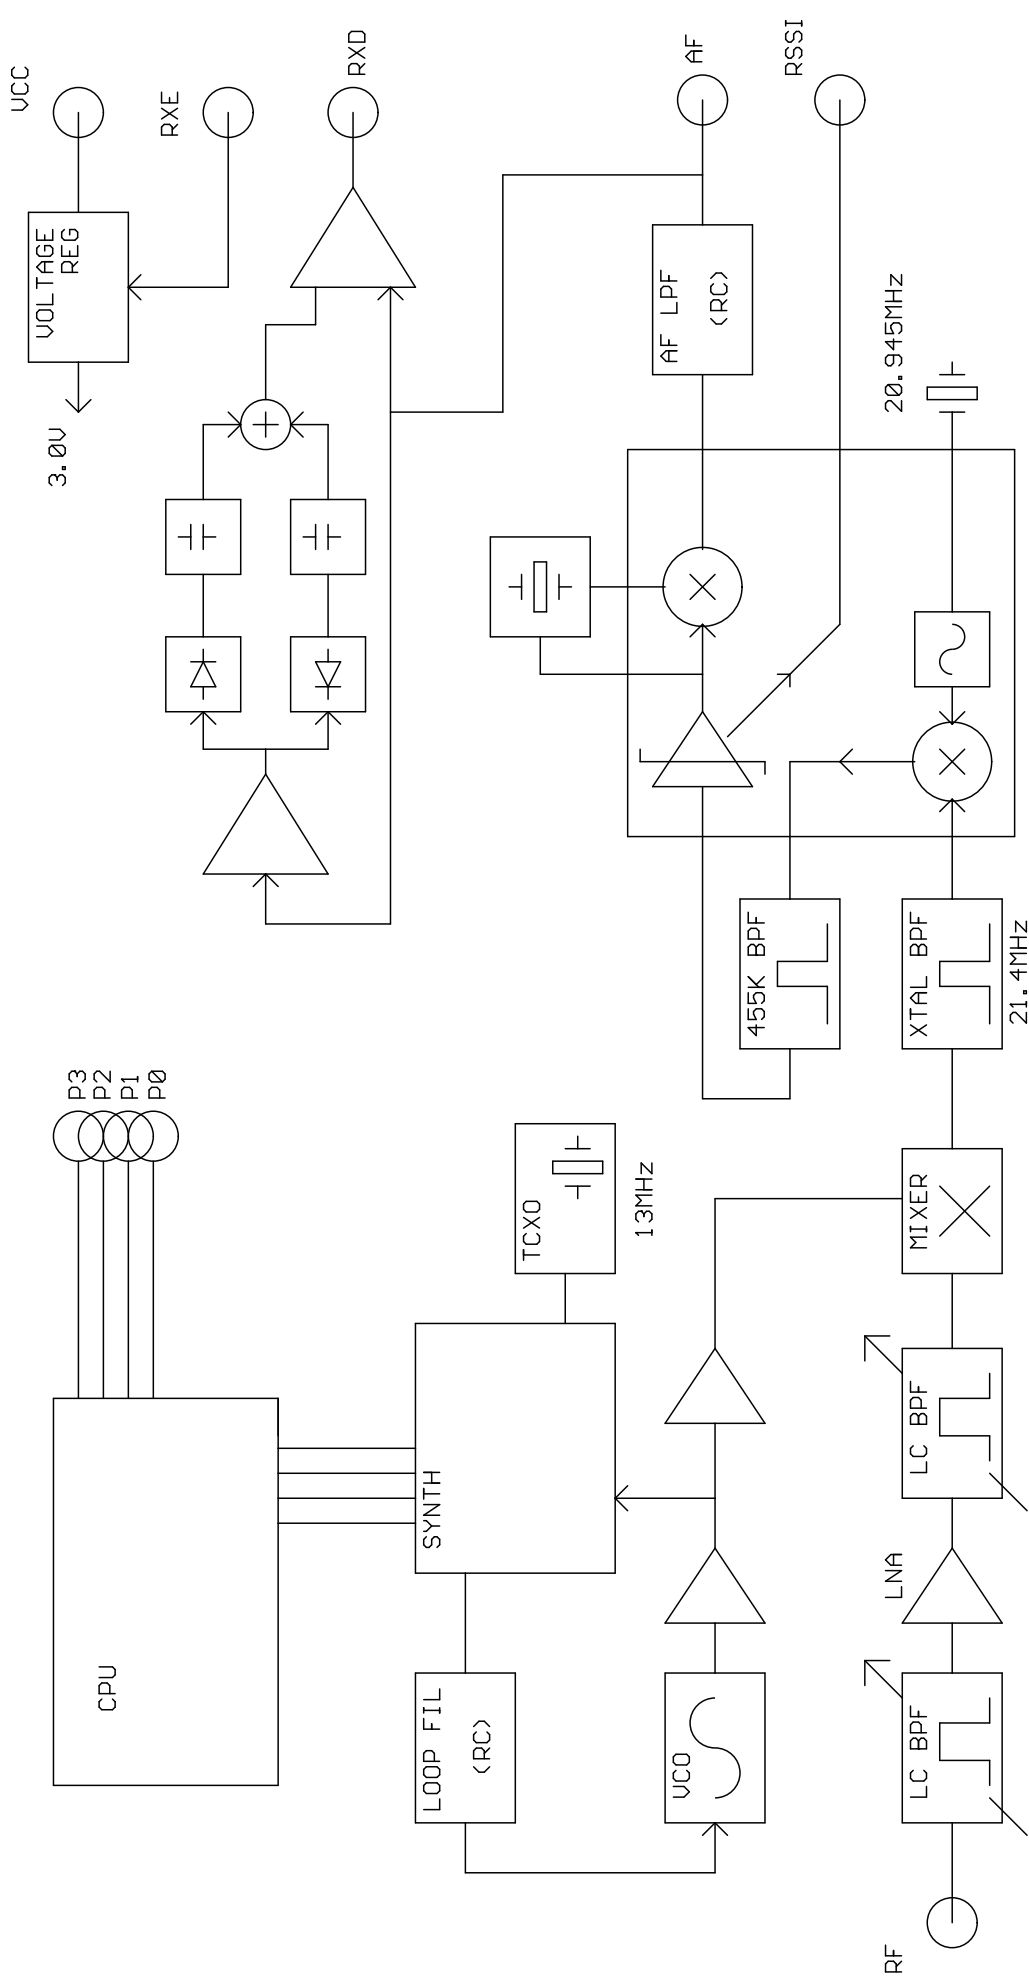 CPU
P3
P2
P1
P0
3.0V
VOLTAGE
REG
VCC
RXE
RXD
LOOP FIL
(RC)
SYNTH
TCXO
13MHz
VCO
AF LPF
(RC)
AF
RSSI
455K BPF
20.945MHz
RF
LC BPF
LNA
LC BPF
MIXER
XTAL BPF
21.4MHz